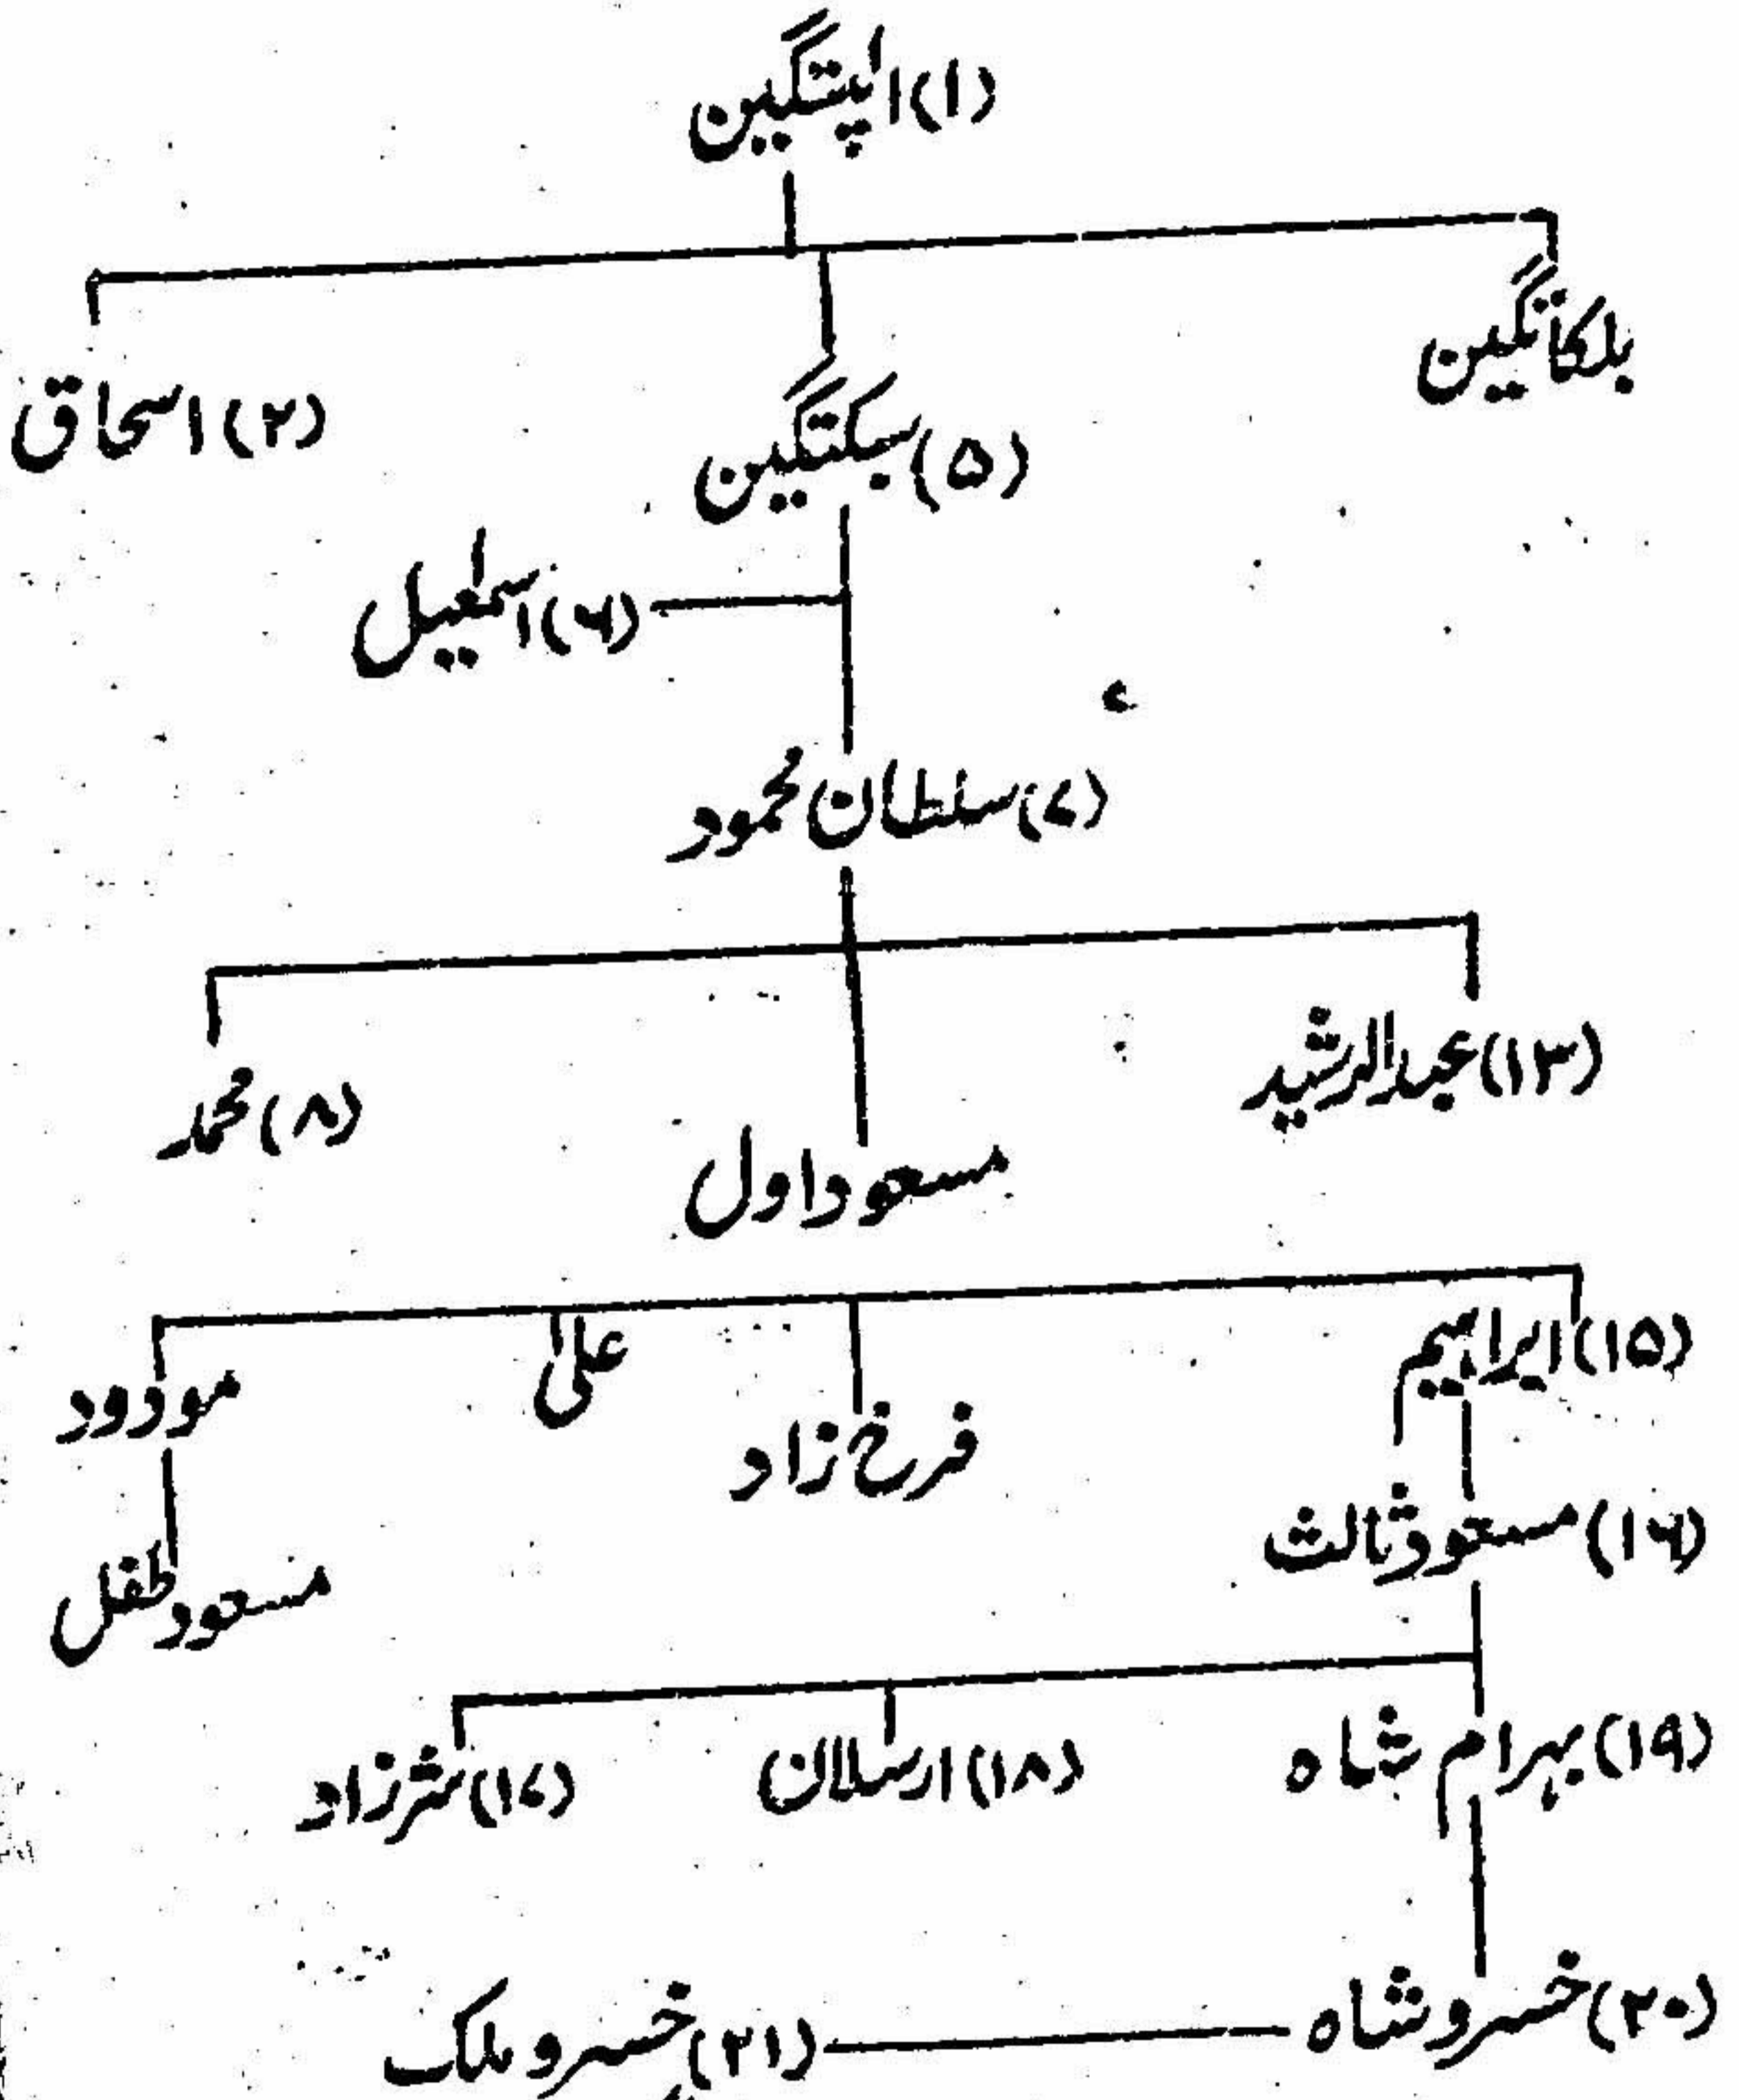 (۱) الپتگین
بلکاتگین
(۵) سبکتگین
(۲) اسحاق
(۶) اسمٰعیل
(۷) سلطان محمود
(۱۳) عبدالرشید
(۸) محمد
مسعود اول
(۱۵) ابراہیم
فرخ زاد
علی
مودود
(۱۶) مسعود ثالث
مسعود طفل
(۱۹) بہرام شاہ
(۱۸) ارسلان
(۱۷) شرزاد
(۲۰) خسرو شاہ
(۲۱) خسرو ملک